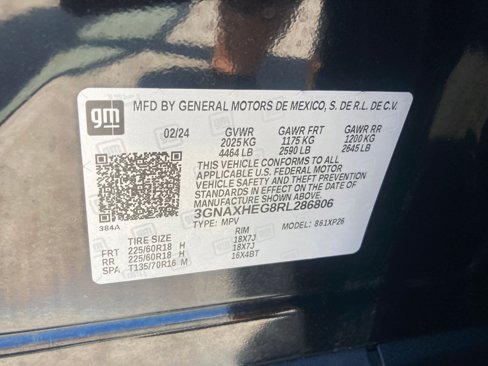 gm
MFD BY GENERAL MOTORS DE MEXICO, S. DE R.L. DE C.V.
02/24 GVWR GAWR FRT GAWR RR
2025 KG 1175 KG 1200 KG
4464 LB 2590 LB 2645 LB
THIS VEHICLE CONFORMS TO ALL
APPLICABLE U.S. FEDERAL MOTOR
VEHICLE SAFETY AND THEFT PREVENTION
STANDARDS IN EFFECT ON THE DATE OF
MANUFACTURE SHOWN ABOVE.
3GNAXHEG8RL286806
384A TYPE: MPV MODEL: 861XP26
TIRE SIZE RIM
FRT 225/60R18 H 18X7J
RR 225/60R18 H 18X7J
SPA T135/70R16 M 16X4BT